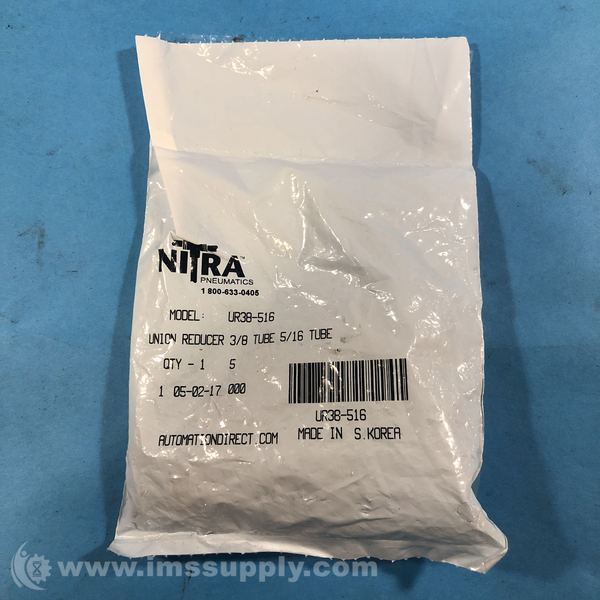 NITRA™
PNEUMATICS
1 800-633-0405
MODEL: UR38-516
UNION REDUCER 3/8 TUBE 5/16 TUBE
QTY - 1 5
1 05-02-17 000
UR38-516
AUTOMATIONDIRECT.COM MADE IN S.KOREA
www.imssupply.com